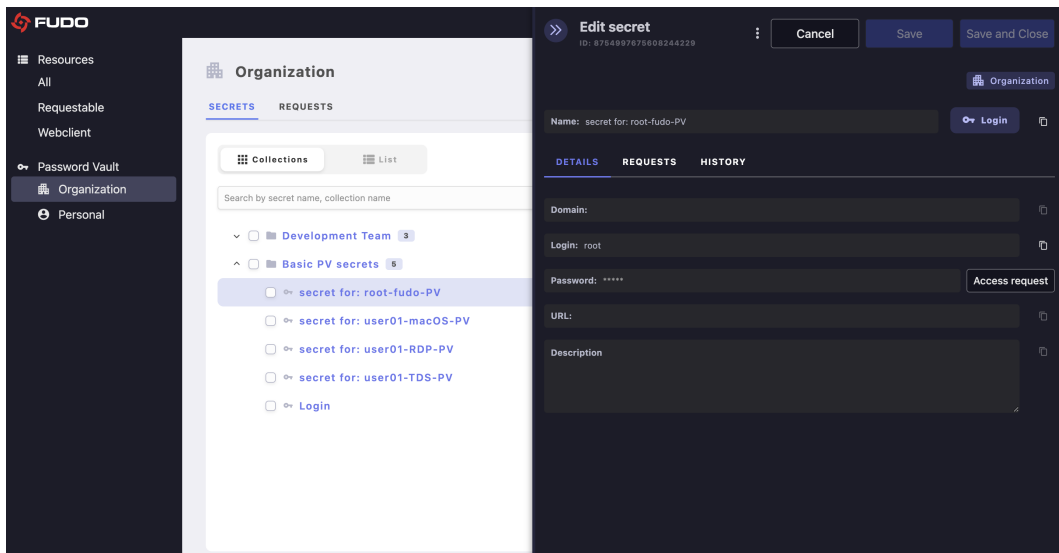 FUDO
Resources
All
Requestable
Webclient
Password Vault
Organization
Personal
Organization
SECRETS REQUESTS
Collections List
Search by secret name, collection name
Development Team 3
Basic PV secrets 5
secret for: root-fudo-PV
secret for: user01-macOS-PV
secret for: user01-RDP-PV
secret for: user01-TDS-PV
Login
Edit secret
ID: 8754997675608244229
Cancel Save Save and Close
Organization
Name: secret for: root-fudo-PV Login
DETAILS REQUESTS HISTORY
Domain:
Login: root
Password: ***** Access request
URL:
Description